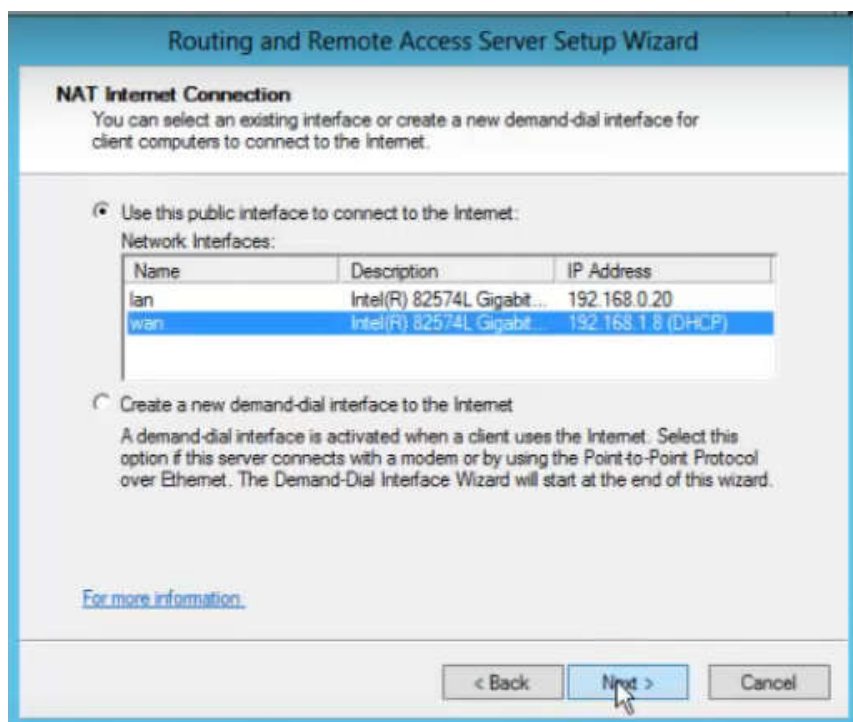 Routing and Remote Access Server Setup Wizard
NAT Internet Connection
You can select an existing interface or create a new demand-dial interface for
client computers to connect to the Internet.
Use this public interface to connect to the Internet:
Network Interfaces:
Name Description IP Address
lan Intel(R) 82574L Gigabit... 192.168.0.20
wan Intel(R) 82574L Gigabit... 192.168.1.8 (DHCP)
Create a new demand-dial interface to the Internet
A demand-dial interface is activated when a client uses the Internet. Select this
option if this server connects with a modem or by using the Point-to-Point Protocol
over Ethernet. The Demand-Dial Interface Wizard will start at the end of this wizard.
For more information
< Back Next > Cancel